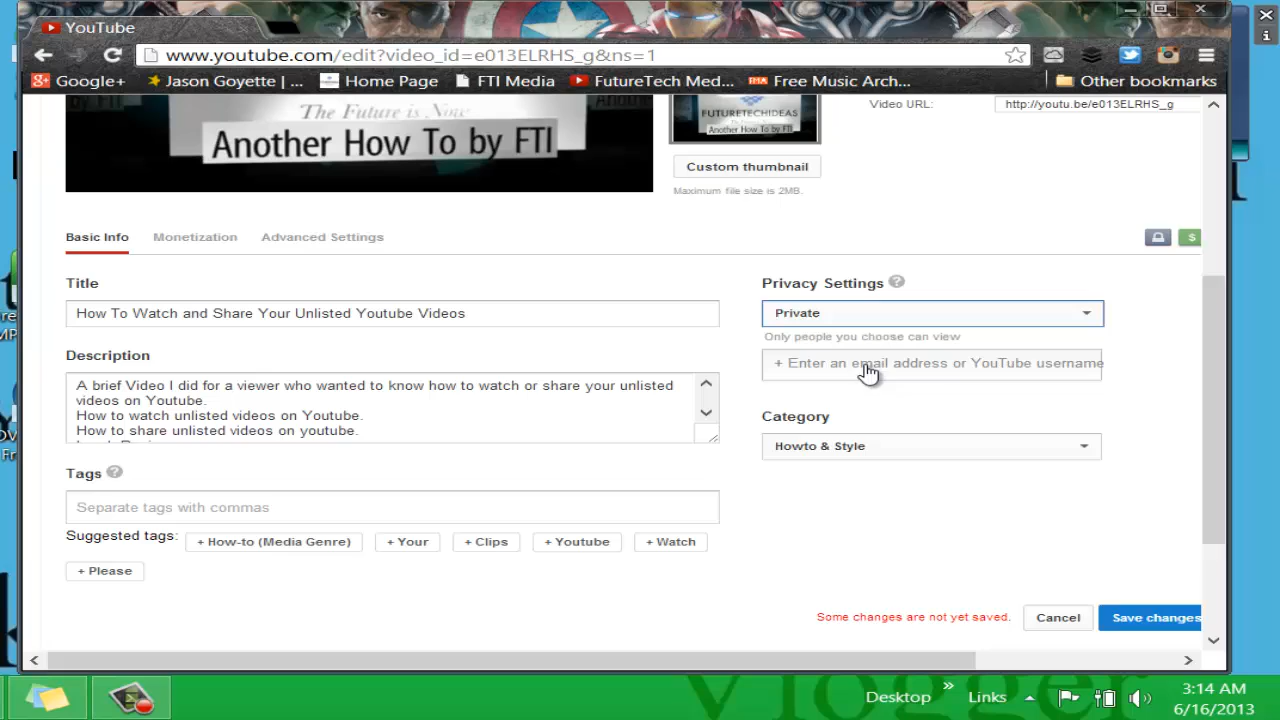 YouTube
www.youtube.com/edit?video_id=e013ELRHS_g&ns=1
Google+ Jason Goyette | ... Home Page FTI Media FutureTech Med... Free Music Arch... Other bookmarks
The Future is Now
Another How To by FTI
FUTURETECHIDEAS
Another How To by FTI
Video URL: http://youtu.be/e013ELRHS_g
Custom thumbnail
Maximum file size is 2MB.
Basic Info Monetization Advanced Settings
$
Title
How To Watch and Share Your Unlisted Youtube Videos
Privacy Settings ?
Private
Only people you choose can view
+ Enter an email address or YouTube username
Description
A brief Video I did for a viewer who wanted to know how to watch or share your unlisted
videos on Youtube.
How to watch unlisted videos on Youtube.
How to share unlisted videos on youtube.
Category
Howto & Style
Tags ?
Separate tags with commas
Suggested tags: + How-to (Media Genre) + Your + Clips + Youtube + Watch
+ Please
Some changes are not yet saved. Cancel Save changes
Vlogger
Desktop » Links
3:14 AM
6/16/2013